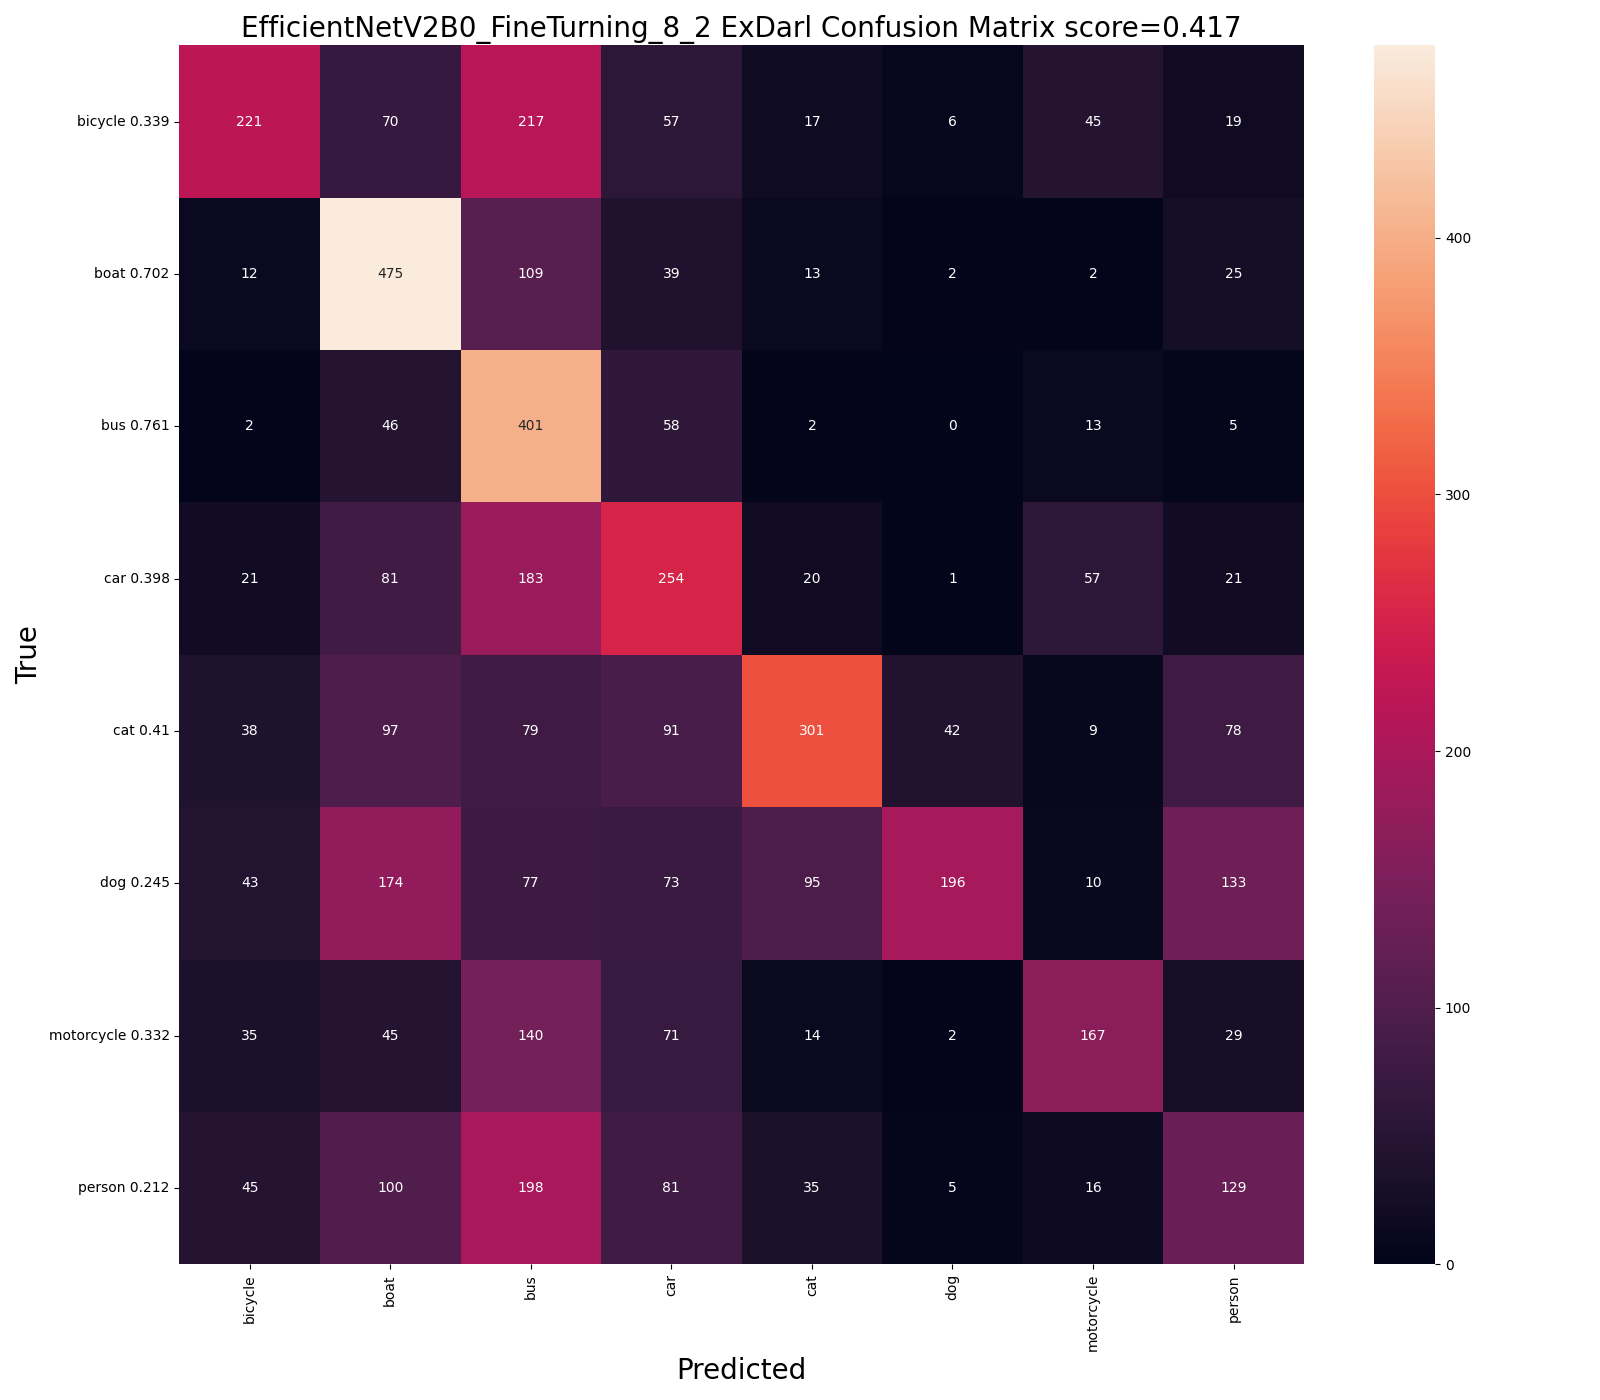 EfficientNetV2B0_FineTurning_8_2 ExDarl Confusion Matrix score=0.417
True
bicycle 0.339 221 70 217 57 17 6 45 19
boat 0.702 12 475 109 39 13 2 2 25
bus 0.761 2 46 401 58 2 0 13 5
car 0.398 21 81 183 254 20 1 57 21
cat 0.41 38 97 79 91 301 42 9 78
dog 0.245 43 174 77 73 95 196 10 133
motorcycle 0.332 35 45 140 71 14 2 167 29
person 0.212 45 100 198 81 35 5 16 129
bicycle boat bus car cat dog motorcycle person
Predicted
400
300
200
100
0